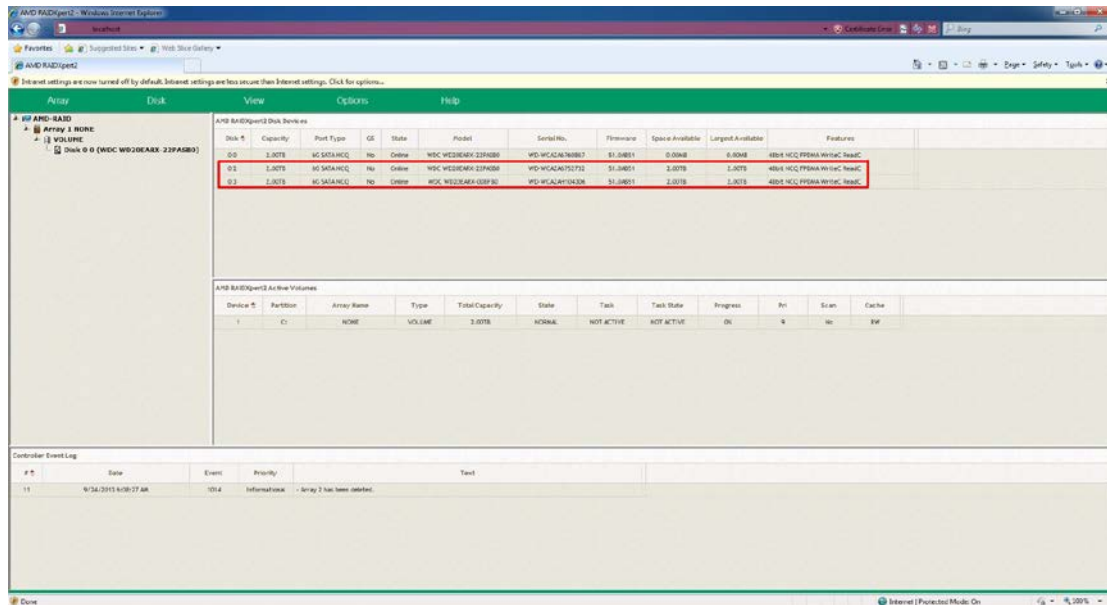 AMD RAIDXpert2 - Windows Internet Explorer
localhost
Certificate Error
Bing
Favorites Suggested Sites Web Slice Gallery
AMD RAIDXpert2
Page Safety Tools
Intranet settings are now turned off by default. Intranet settings are less secure than Internet settings. Click for options...
Array Disk View Options Help
AMD-RAID
Array 1 NONE
VOLUME
Disk 0 0 (WDC WD20EARX-22PASB0)
AMD RAIDXpert2 Disk Devices
Disk Capacity Port Type State Model Serial No. Firmware Space Available Largest Available Features
2.00TB 6G SATA NCQ No Online WDC WD20EARX-22PASB0 51.0AB51 0.00MB 0.00MB 48bit NCQ FPDMA WriteC ReadC
2.00TB 6G SATA NCQ No Online WDC WD20EARX-22PASB0 51.0AB51 2.00TB 2.00TB 48bit NCQ FPDMA WriteC ReadC
2.00TB 6G SATA NCQ No Online 51.0AB51 2.00TB 2.00TB 48bit NCQ FPDMA WriteC ReadC
AMD RAIDXpert2 Active Volumes
Device Partition Array Name Type Total Capacity State Task Task State Progress Pri Scan Cache
1 C: NONE VOLUME 2.00TB NORMAL NOT ACTIVE NOT ACTIVE No RW
Controller Event Log
# Date Event Priority Text
11 1014 Informational - Array 2 has been deleted.
Done
Internet | Protected Mode: On
100%